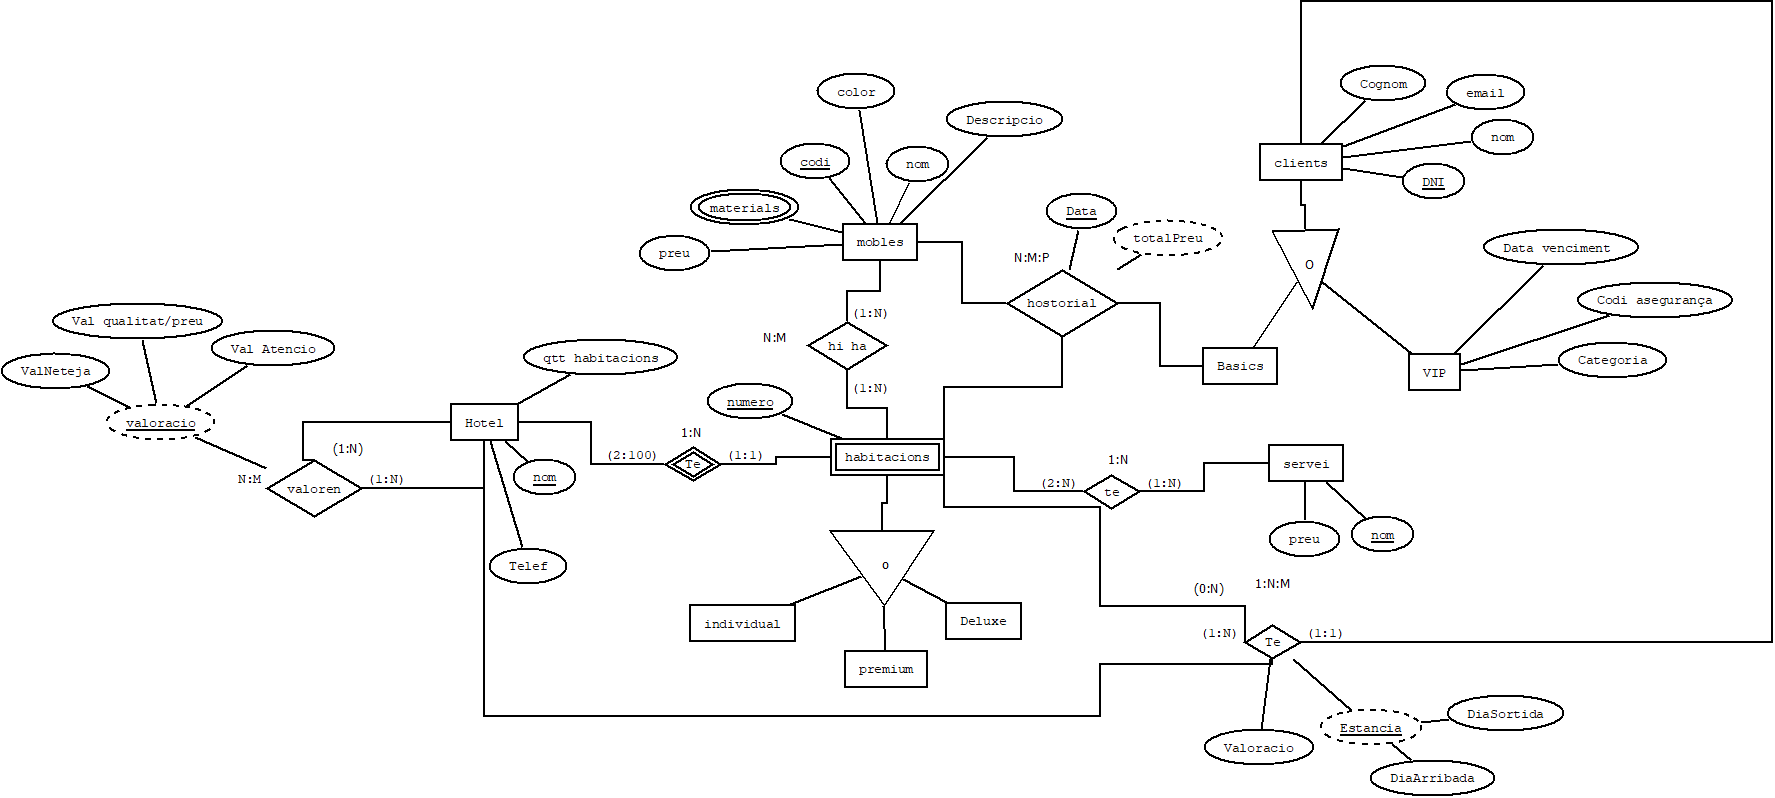 color
Cognom
email
Descripcio
nom
codi
nom
clients
DNI
materials
Data
totalPreu
mobles
preu
Data venciment
N:M:P
O
Codi asegurança
hostorial
(1:N)
Val qualitat/preu
N:M
hi ha
Val Atencio
qtt habitacions
Categoria
ValNeteja
Basics
VIP
(1:N)
numero
valoracio
Hotel
1:N
(1:N)
(2:100)
Te
(1:1)
habitacions
1:N
servei
N:M
valoren
(1:N)
nom
(2:N)
te
(1:N)
preu
nom
Telef
o
(0:N)
1:N:M
individual
Deluxe
(1:N)
Te
(1:1)
premium
DiaSortida
Estancia
Valoracio
DiaArribada